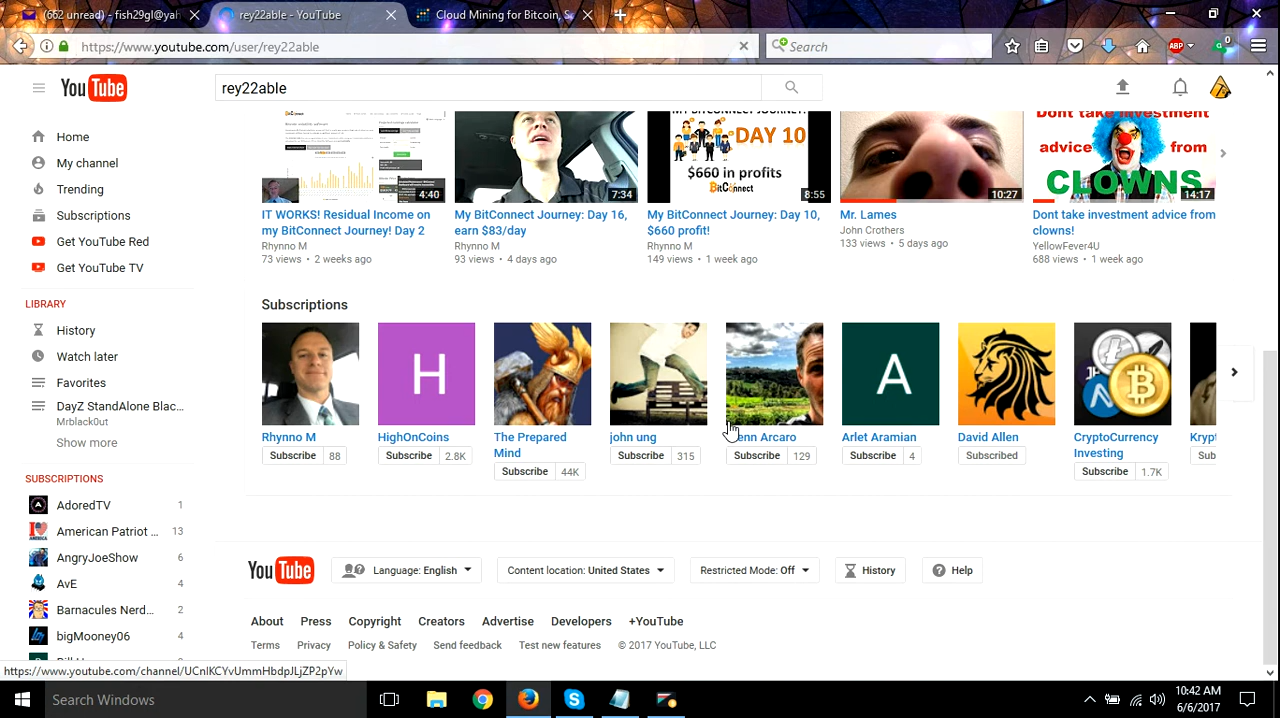 (662 unread) - fish29gl@yah
rey22able - YouTube
Cloud Mining for Bitcoin, S
https://www.youtube.com/user/rey22able
Search
ABP
0
YouTube
rey22able
Home
My channel
Trending
Subscriptions
Get YouTube Red
Get YouTube TV
LIBRARY
History
Watch later
Favorites
DayZ StandAlone Blac...
Mrblack0ut
Show more
SUBSCRIPTIONS
AdoredTV 1
American Patriot ... 13
AngryJoeShow 6
AvE 4
Barnacules Nerd... 2
bigMooney06 4
4:40
IT WORKS! Residual Income on
my BitConnect Journey! Day 2
Rhynno M
73 views • 2 weeks ago
7:34
My BitConnect Journey: Day 16,
earn $83/day
Rhynno M
93 views • 4 days ago
MY BITCONNECT JOURNEY
DAY 10
$660 in profits
BitConnect
8:55
My BitConnect Journey: Day 10,
$660 profit!
Rhynno M
149 views • 1 week ago
10:27
Mr. Lames
John Crothers
133 views • 5 days ago
Dont take investment
advice from
CLOWNS!
14:17
Dont take investment advice from
clowns!
YellowFever4U
688 views • 1 week ago
Subscriptions
H
A
Rhynno M
Subscribe 88
HighOnCoins
Subscribe 2.8K
The Prepared
Mind
Subscribe 44K
john ung
Subscribe 315
enn Arcaro
Subscribe 129
Arlet Aramian
Subscribe 4
David Allen
Subscribed
CryptoCurrency
Investing
Subscribe 1.7K
Krypt
Sub
YouTube
Language: English
Content location: United States
Restricted Mode: Off
History
Help
About Press Copyright Creators Advertise Developers +YouTube
Terms Privacy Policy & Safety Send feedback Test new features © 2017 YouTube, LLC
https://www.youtube.com/channel/UCnIKCYvUmmHbdpJLjZP2pYw
Search Windows
10:42 AM
6/6/2017